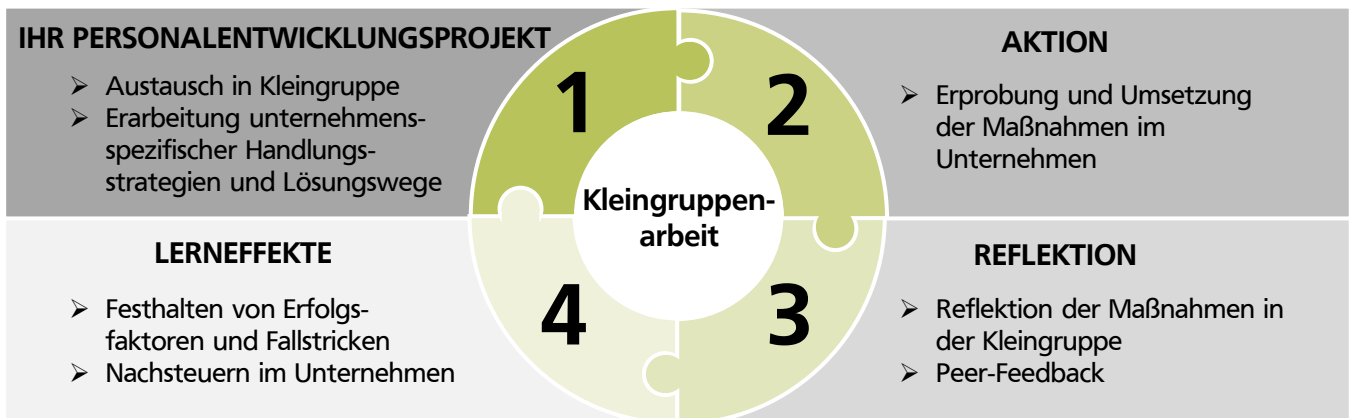 IHR PERSONALENTWICKLUNGSPROJEKT
➢ Austausch in Kleingruppe
➢ Erarbeitung unternehmens-
spezifischer Handlungs-
strategien und Lösungswege
1
2
AKTION
➢ Erprobung und Umsetzung
der Maßnahmen im
Unternehmen
Kleingruppen-
arbeit
LERNEFFEKTE
➢ Festhalten von Erfolgs-
faktoren und Fallstricken
➢ Nachsteuern im Unternehmen
4
3
REFLEKTION
➢ Reflektion der Maßnahmen in
der Kleingruppe
➢ Peer-Feedback